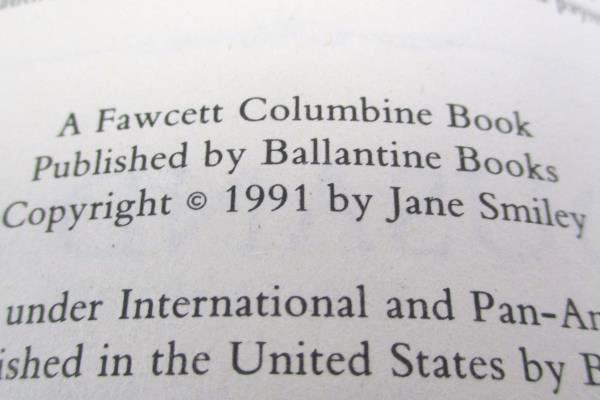 A Fawcett Columbine Book
Published by Ballantine Books
Copyright © 1991 by Jane Smiley
under International and Pan-Am
ished in the United States by B